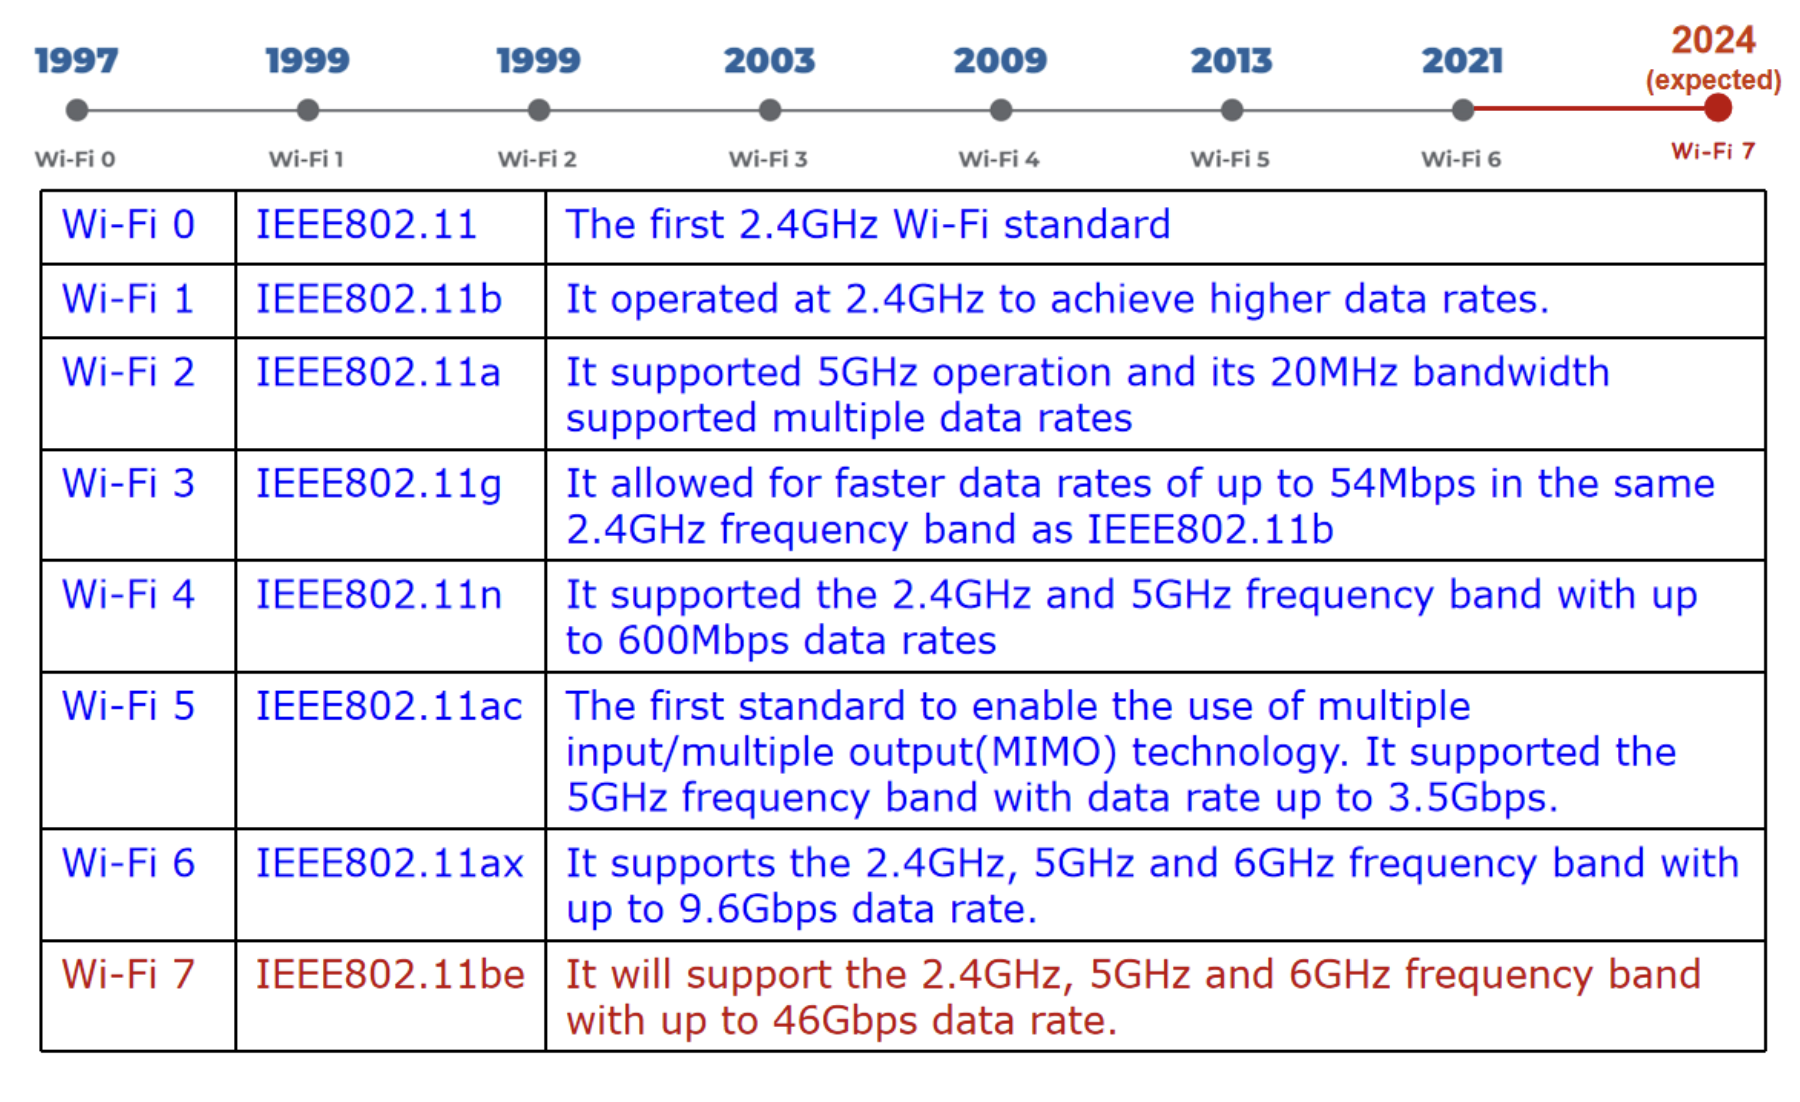 1997 1999 1999 2003 2009 2013 2021 2024
(expected)
Wi-Fi 0 Wi-Fi 1 Wi-Fi 2 Wi-Fi 3 Wi-Fi 4 Wi-Fi 5 Wi-Fi 6 Wi-Fi 7
Wi-Fi 0 IEEE802.11 The first 2.4GHz Wi-Fi standard
Wi-Fi 1 IEEE802.11b It operated at 2.4GHz to achieve higher data rates.
Wi-Fi 2 IEEE802.11a It supported 5GHz operation and its 20MHz bandwidth
supported multiple data rates
Wi-Fi 3 IEEE802.11g It allowed for faster data rates of up to 54Mbps in the same
2.4GHz frequency band as IEEE802.11b
Wi-Fi 4 IEEE802.11n It supported the 2.4GHz and 5GHz frequency band with up
to 600Mbps data rates
Wi-Fi 5 IEEE802.11ac The first standard to enable the use of multiple
input/multiple output(MIMO) technology. It supported the
5GHz frequency band with data rate up to 3.5Gbps.
Wi-Fi 6 IEEE802.11ax It supports the 2.4GHz, 5GHz and 6GHz frequency band with
up to 9.6Gbps data rate.
Wi-Fi 7 IEEE802.11be It will support the 2.4GHz, 5GHz and 6GHz frequency band
with up to 46Gbps data rate.